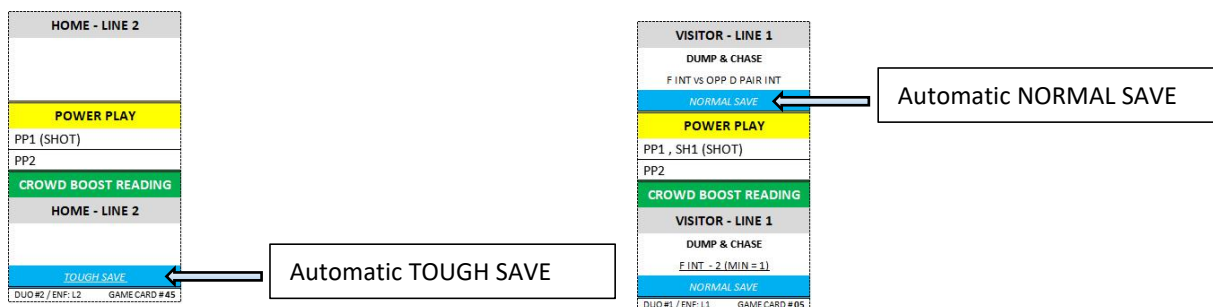 HOME - LINE 2
POWER PLAY
PP1 (SHOT)
PP2
CROWD BOOST READING
HOME - LINE 2
TOUGH SAVE
DUO #2 / ENF: L2 GAME CARD #45
Automatic TOUGH SAVE
VISITOR - LINE 1
DUMP & CHASE
F INT VS OPP D PAIR INT
NORMAL SAVE
POWER PLAY
PP1 , SH1 (SHOT)
PP2
CROWD BOOST READING
VISITOR - LINE 1
DUMP & CHASE
F INT - 2 (MIN = 1)
NORMAL SAVE
DUO #1 / ENF: L1 GAME CARD #05
Automatic NORMAL SAVE